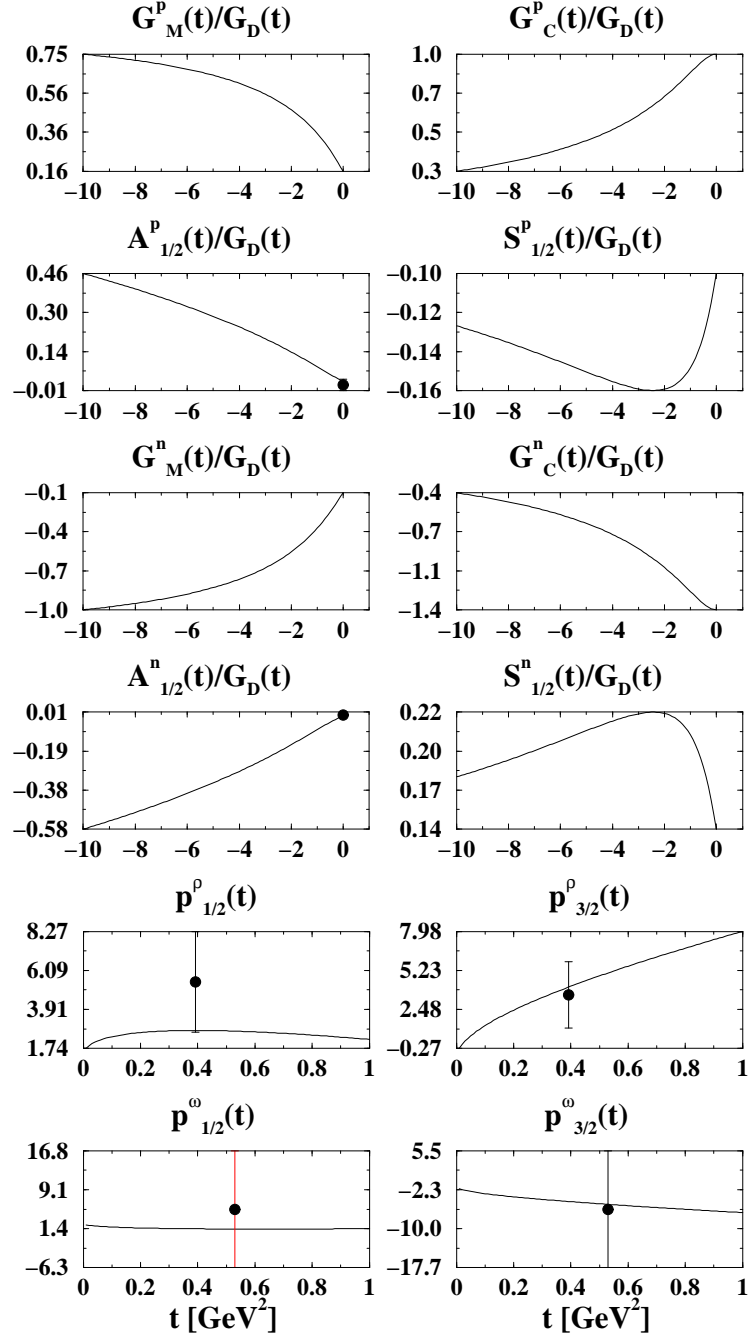 G^p_M(t)/G_D(t) G^p_C(t)/G_D(t)
0.75 1.0
0.56 0.7
0.36 0.5
0.16 0.3
−10 −8 −6 −4 −2 0 −10 −8 −6 −4 −2 0
A^p_1/2(t)/G_D(t) S^p_1/2(t)/G_D(t)
0.46 −0.10
0.30 −0.12
0.14 −0.14
−0.01 −0.16
−10 −8 −6 −4 −2 0 −10 −8 −6 −4 −2 0
G^n_M(t)/G_D(t) G^n_C(t)/G_D(t)
−0.1 −0.4
−0.4 −0.7
−0.7 −1.1
−1.0 −1.4
−10 −8 −6 −4 −2 0 −10 −8 −6 −4 −2 0
A^n_1/2(t)/G_D(t) S^n_1/2(t)/G_D(t)
0.01 0.22
−0.19 0.20
−0.38 0.17
−0.58 0.14
−10 −8 −6 −4 −2 0 −10 −8 −6 −4 −2 0
p^ρ_1/2(t) p^ρ_3/2(t)
8.27 7.98
6.09 5.23
3.91 2.48
1.74 −0.27
0 0.2 0.4 0.6 0.8 1 0 0.2 0.4 0.6 0.8 1
p^ω_1/2(t) p^ω_3/2(t)
16.8 5.5
9.1 −2.3
1.4 −10.0
−6.3 −17.7
0 0.2 0.4 0.6 0.8 1 0 0.2 0.4 0.6 0.8 1
t [GeV²] t [GeV²]